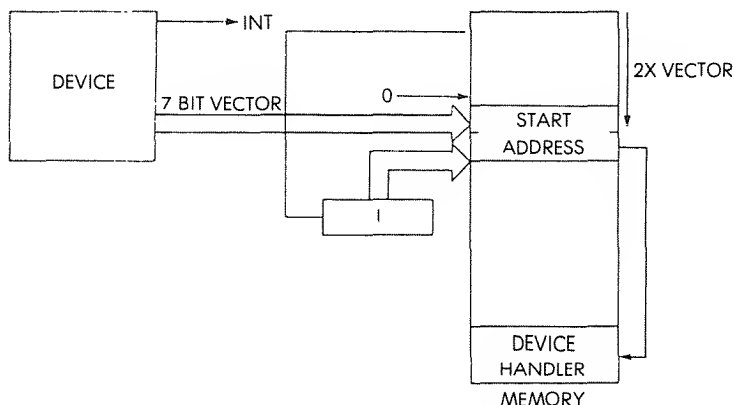 INT
DEVICE
7 BIT VECTOR
0
2X VECTOR
START
ADDRESS
I
DEVICE
HANDLER
MEMORY